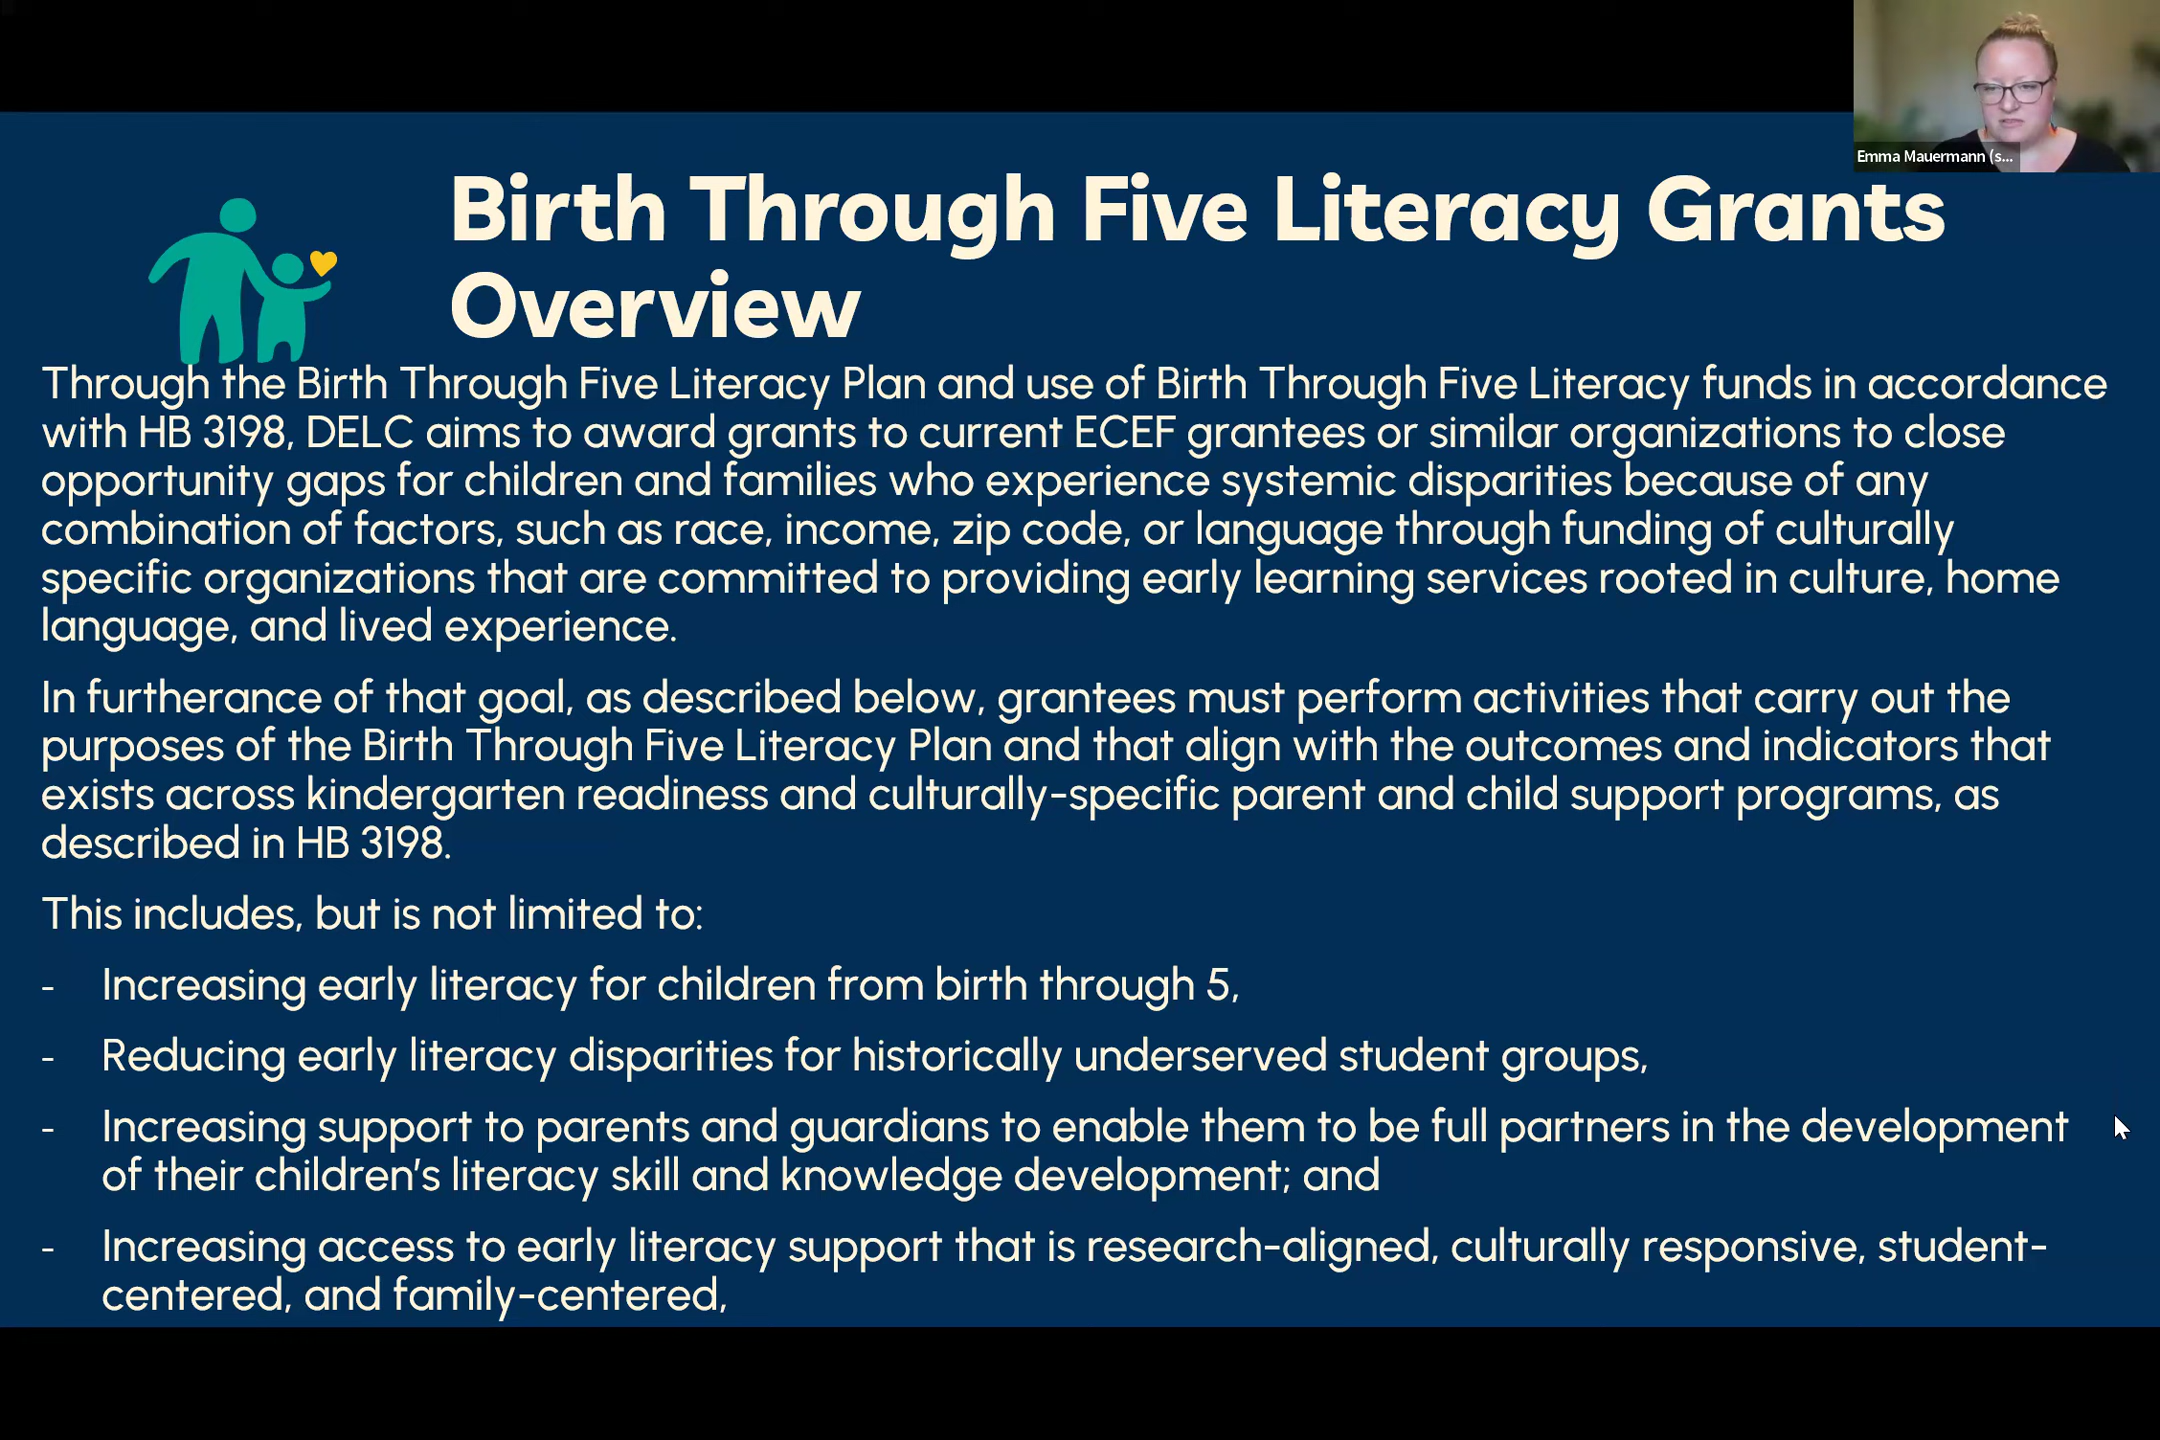 Emma Mauermann (s...
Birth Through Five Literacy Grants
Overview
Through the Birth Through Five Literacy Plan and use of Birth Through Five Literacy funds in accordance
with HB 3198, DELC aims to award grants to current ECEF grantees or similar organizations to close
opportunity gaps for children and families who experience systemic disparities because of any
combination of factors, such as race, income, zip code, or language through funding of culturally
specific organizations that are committed to providing early learning services rooted in culture, home
language, and lived experience.
In furtherance of that goal, as described below, grantees must perform activities that carry out the
purposes of the Birth Through Five Literacy Plan and that align with the outcomes and indicators that
exists across kindergarten readiness and culturally-specific parent and child support programs, as
described in HB 3198.
This includes, but is not limited to:
- Increasing early literacy for children from birth through 5,
- Reducing early literacy disparities for historically underserved student groups,
- Increasing support to parents and guardians to enable them to be full partners in the development
of their children's literacy skill and knowledge development; and
- Increasing access to early literacy support that is research-aligned, culturally responsive, student-
centered, and family-centered,